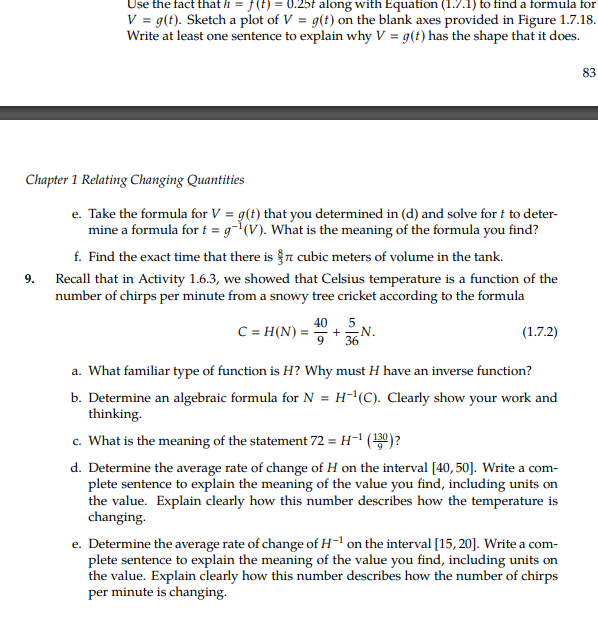 Use the fact that h = f(t) = 0.25t along with Equation (1.7.1) to find a formula for
V = g(t). Sketch a plot of V = g(t) on the blank axes provided in Figure 1.7.18.
Write at least one sentence to explain why V = g(t) has the shape that it does.
83
Chapter 1 Relating Changing Quantities
e. Take the formula for V = g(t) that you determined in (d) and solve for t to deter-
mine a formula for t = g⁻¹(V). What is the meaning of the formula you find?
f. Find the exact time that there is 8/3 π cubic meters of volume in the tank.
9. Recall that in Activity 1.6.3, we showed that Celsius temperature is a function of the
number of chirps per minute from a snowy tree cricket according to the formula
C = H(N) = 40/9 + 5/36 N. (1.7.2)
a. What familiar type of function is H? Why must H have an inverse function?
b. Determine an algebraic formula for N = H⁻¹(C). Clearly show your work and
thinking.
c. What is the meaning of the statement 72 = H⁻¹ (130/9)?
d. Determine the average rate of change of H on the interval [40, 50]. Write a com-
plete sentence to explain the meaning of the value you find, including units on
the value. Explain clearly how this number describes how the temperature is
changing.
e. Determine the average rate of change of H⁻¹ on the interval [15, 20]. Write a com-
plete sentence to explain the meaning of the value you find, including units on
the value. Explain clearly how this number describes how the number of chirps
per minute is changing.